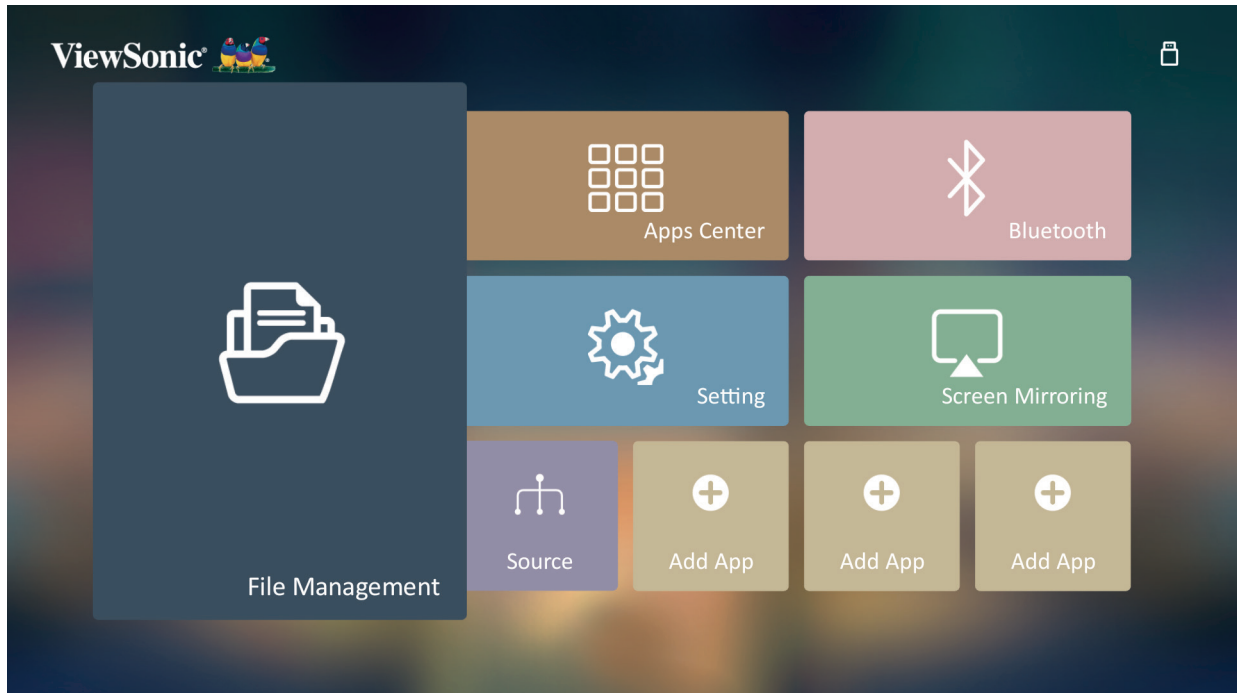 ViewSonic®
Apps Center
Bluetooth
Setting
Screen Mirroring
Source
Add App
Add App
Add App
File Management